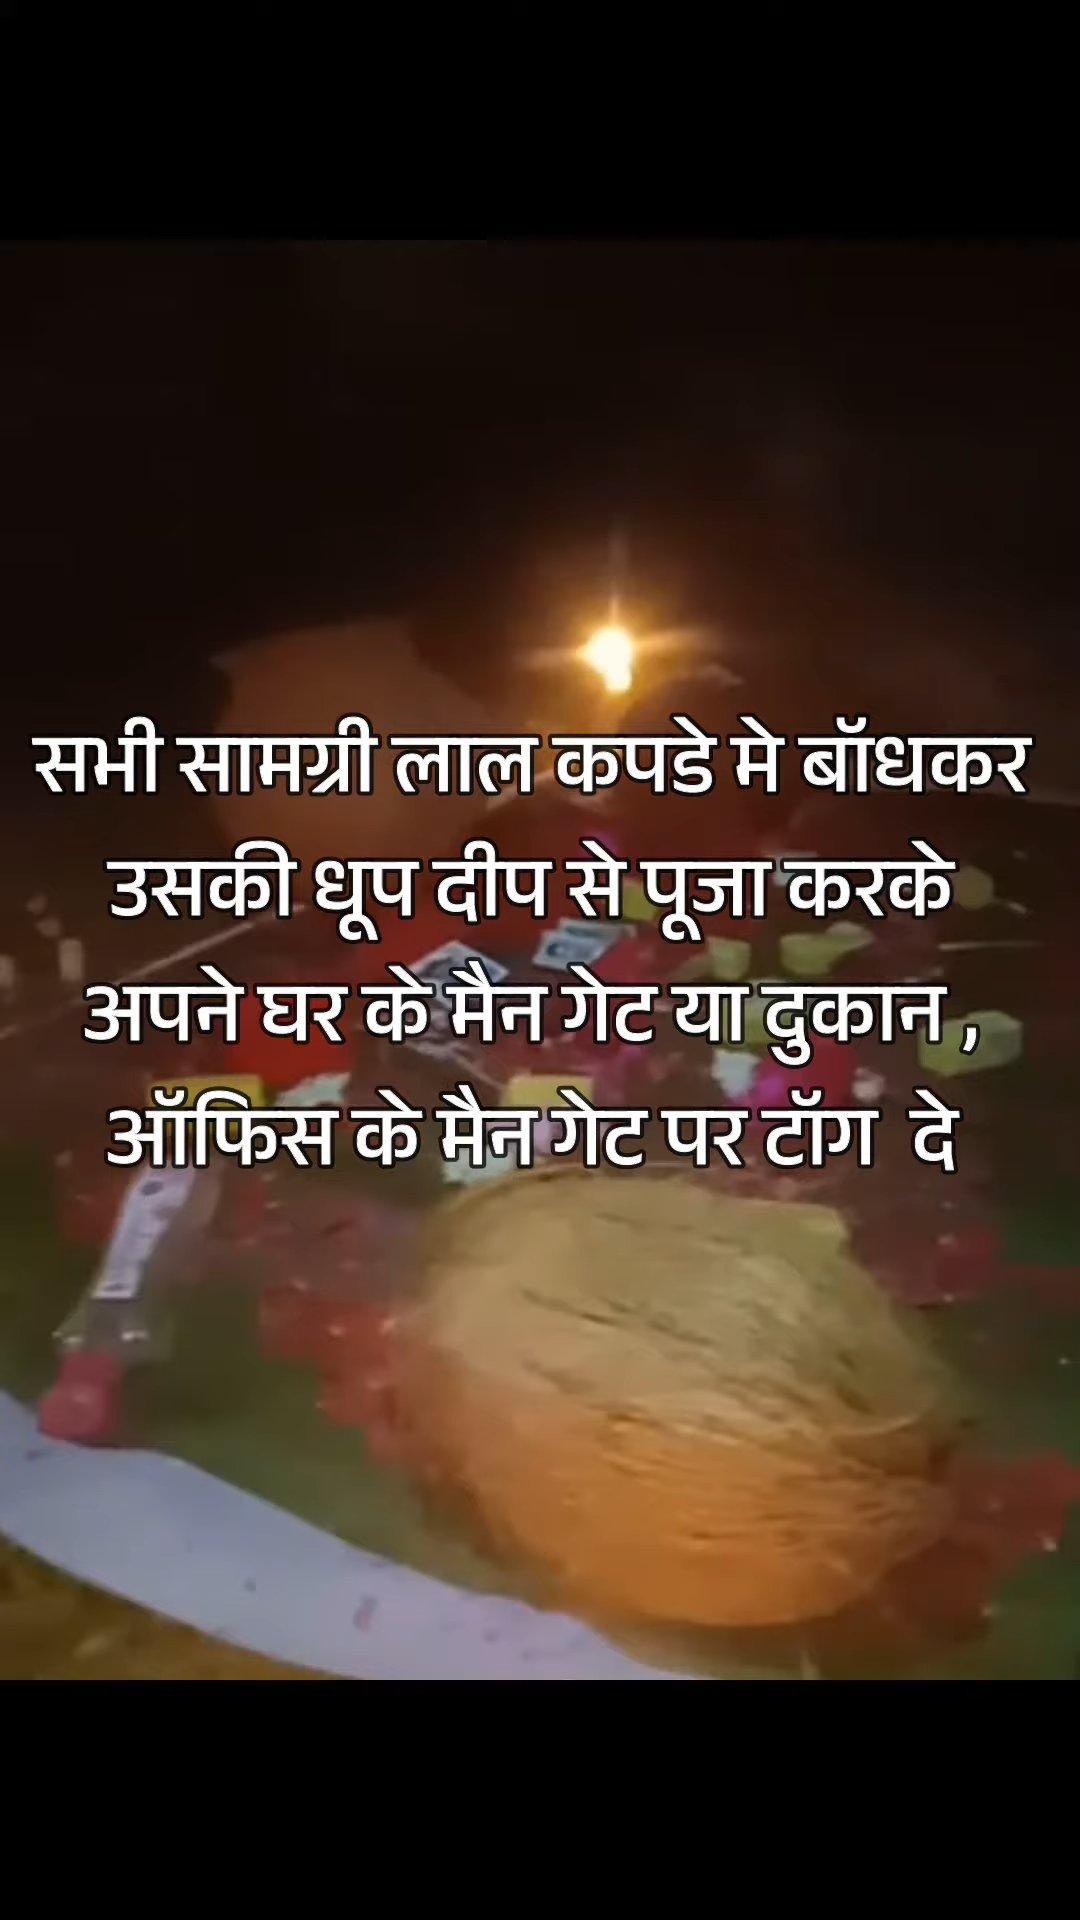 सभी सामग्री लाल कपडे मे बॉधकर
उसकी धूप दीप से पूजा करके
अपने घर के मैन गेट या दुकान ,
ऑफिस के मैन गेट पर टॉग दे